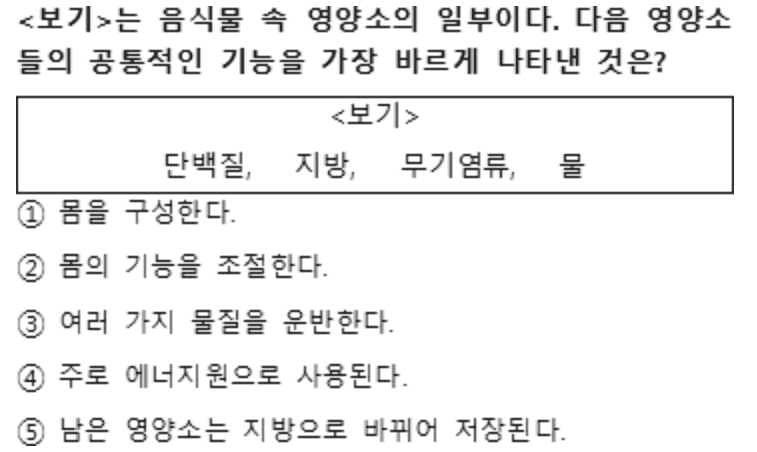 <보기>는 음식물 속 영양소의 일부이다. 다음 영양소
들의 공통적인 기능을 가장 바르게 나타낸 것은?
<보기>
단백질, 지방, 무기염류, 물
① 몸을 구성한다.
② 몸의 기능을 조절한다.
③ 여러 가지 물질을 운반한다.
④ 주로 에너지원으로 사용된다.
⑤ 남은 영양소는 지방으로 바뀌어 저장된다.